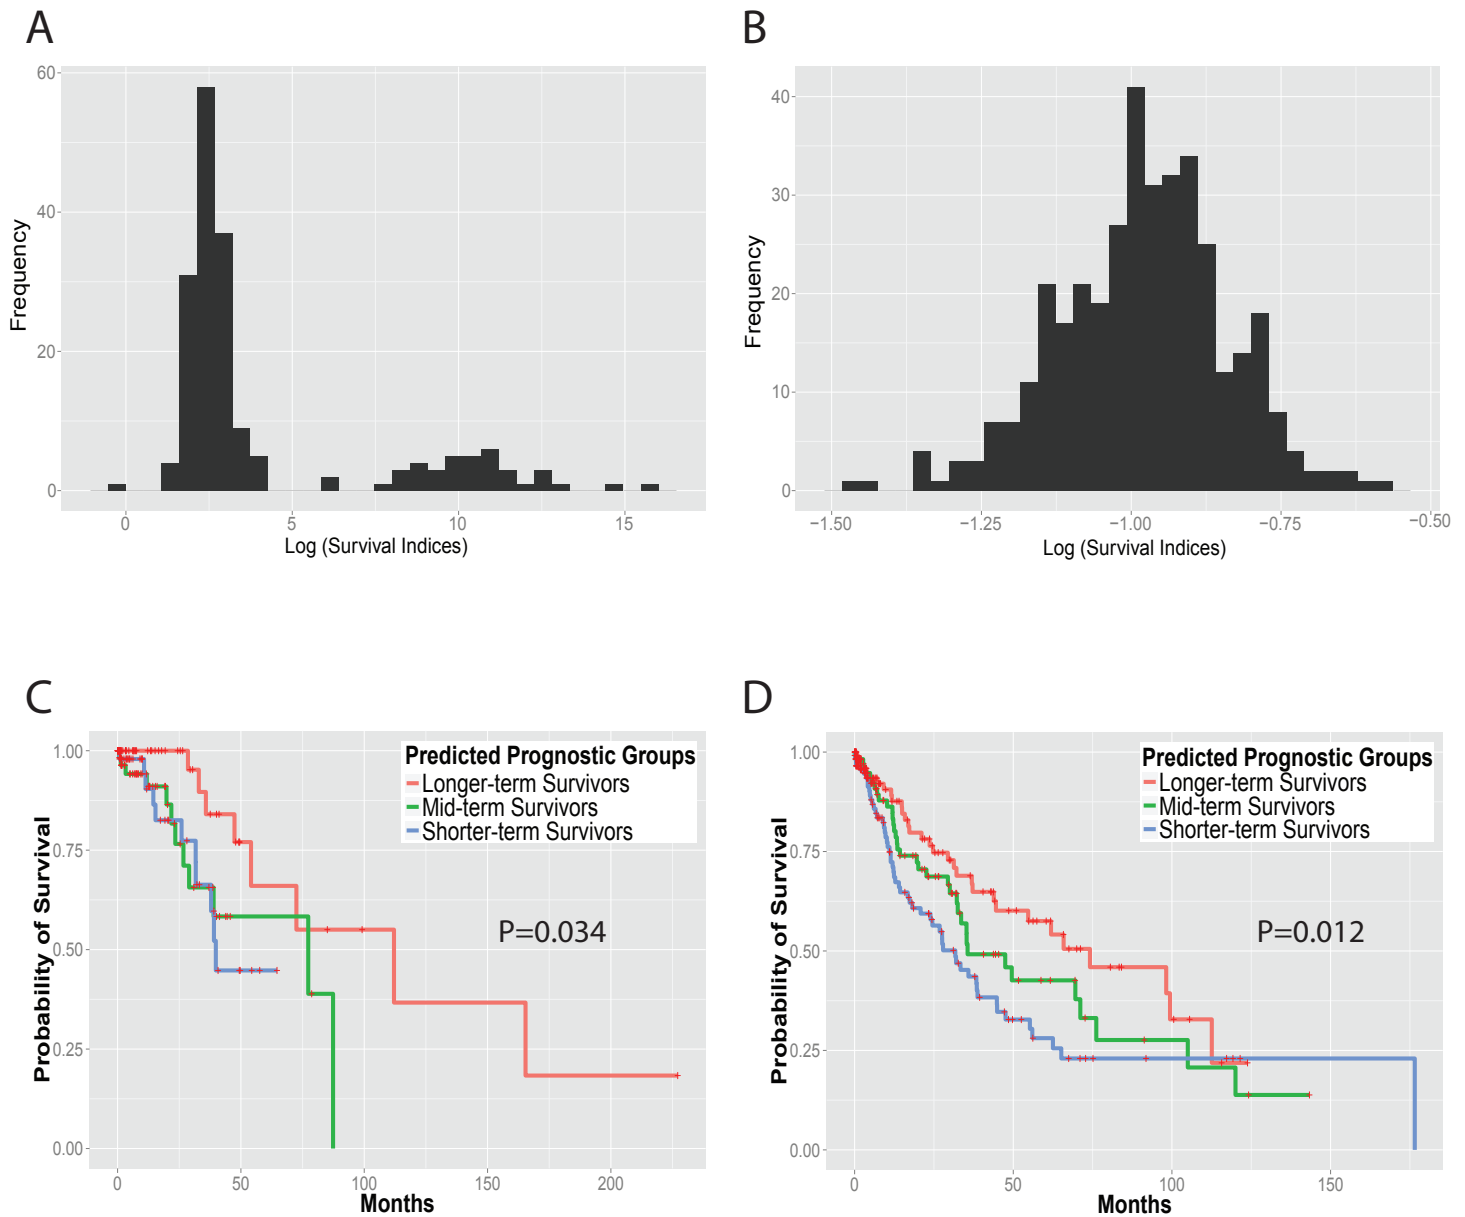 A
60
40
20
0
Frequency
0 5 10 15
Log (Survival Indices)
B
40
30
20
10
0
Frequency
−1.50 −1.25 −1.00 −0.75 −0.50
Log (Survival Indices)
C
1.00
0.75
0.50
0.25
0.00
Probability of Survival
Predicted Prognostic Groups
Longer-term Survivors
Mid-term Survivors
Shorter-term Survivors
P=0.034
0 50 100 150 200
Months
D
1.00
0.75
0.50
0.25
0.00
Probability of Survival
Predicted Prognostic Groups
Longer-term Survivors
Mid-term Survivors
Shorter-term Survivors
P=0.012
0 50 100 150
Months